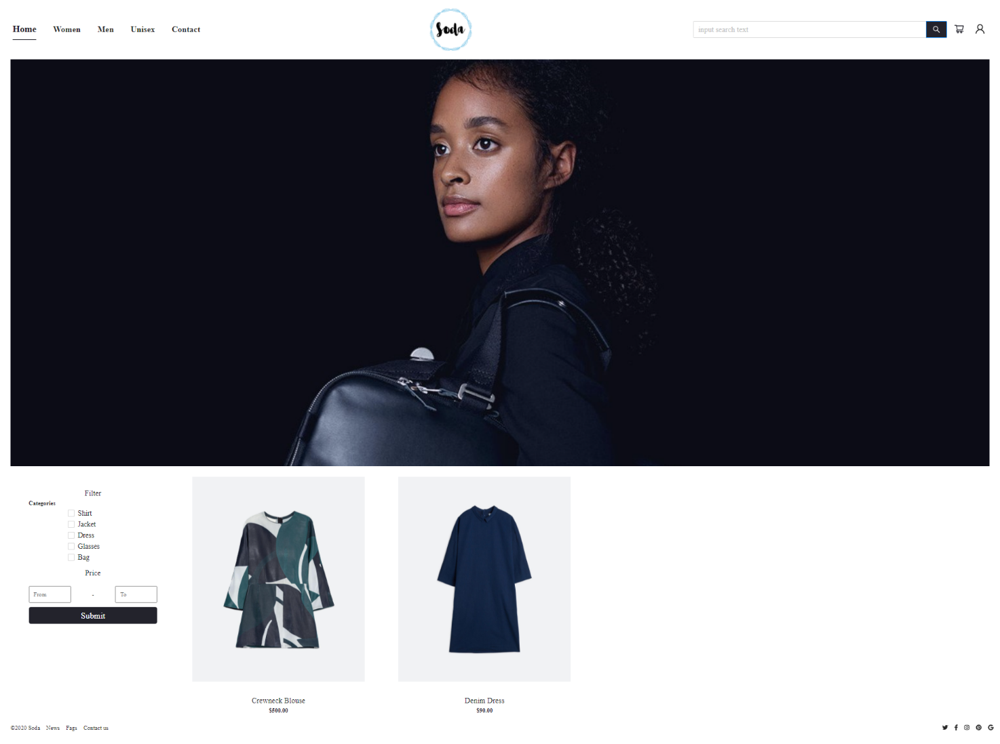 Home Women Men Unisex Contact
Soda
input search text
Filter
Categories
Shirt
Jacket
Dress
Glasses
Bag
Price
From - To
Submit
Crewneck Blouse
$500.00
Denim Dress
$90.00
©2020 Soda News Fags Contact us